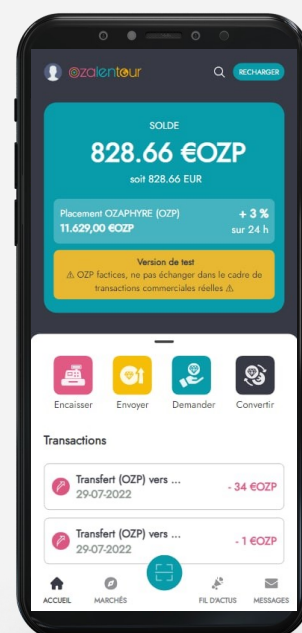 ozalentour
RECHARGER
SOLDE
828.66 €OZP
soit 828.66 EUR
Placement OZAPHYRE (OZP)
+ 3 %
11.629,00 €OZP
sur 24 h
Version de test
⚠ OZP factices, ne pas échanger dans le cadre de
transactions commerciales réelles ⚠
Encaisser
Envoyer
Demander
Convertir
Transactions
Transfert (OZP) vers ...
29-07-2022
- 34 €OZP
Transfert (OZP) vers ...
29-07-2022
- 1 €OZP
ACCUEIL
MARCHÉS
FIL D'ACTUS
MESSAGES